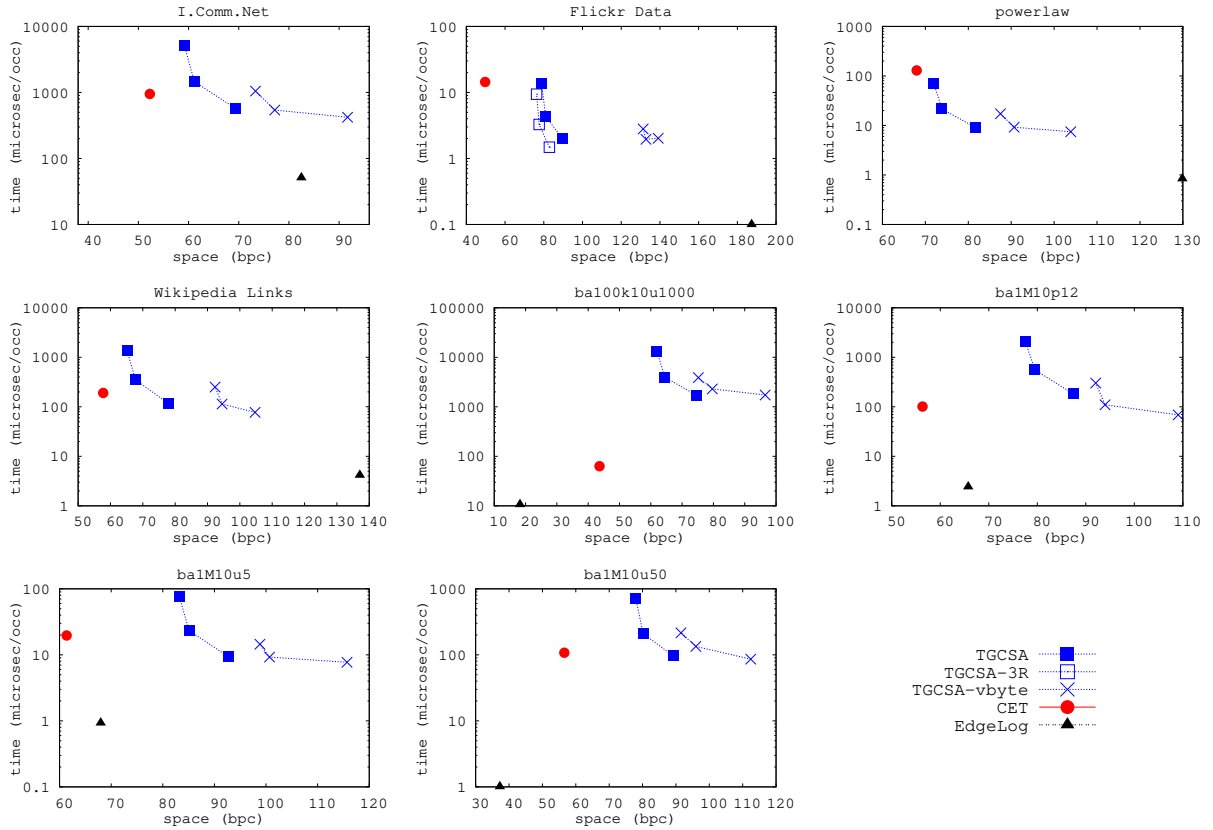 I.Comm.Net
10000
1000
100
10
40 50 60 70 80 90
time (microsec/occ)
space (bpc)
Flickr Data
100
10
1
0.1
40 60 80 100 120 140 160 180 200
time (microsec/occ)
space (bpc)
powerlaw
1000
100
10
1
0.1
60 70 80 90 100 110 120 130
time (microsec/occ)
space (bpc)
Wikipedia Links
10000
1000
100
10
1
50 60 70 80 90 100 110 120 130 140
time (microsec/occ)
space (bpc)
ba100k10u1000
100000
10000
1000
100
10
10 20 30 40 50 60 70 80 90 100
time (microsec/occ)
space (bpc)
ba1M10p12
10000
1000
100
10
1
50 60 70 80 90 100 110
time (microsec/occ)
space (bpc)
ba1M10u5
100
10
1
0.1
60 70 80 90 100 110 120
time (microsec/occ)
space (bpc)
ba1M10u50
1000
100
10
1
30 40 50 60 70 80 90 100 110 120
time (microsec/occ)
space (bpc)
TGCSA
TGCSA-3R
TGCSA-vbyte
CET
EdgeLog